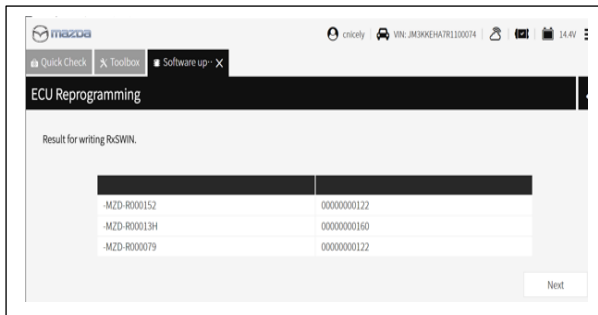 mazda
cnicely VIN: JM3KKEHA7R1100074 14.4V
Quick Check Toolbox Software up··
ECU Reprogramming
Result for writing RxSWIN.
-MZD-R000152 00000000122
-MZD-R00013H 00000000160
-MZD-R000079 00000000122
Next